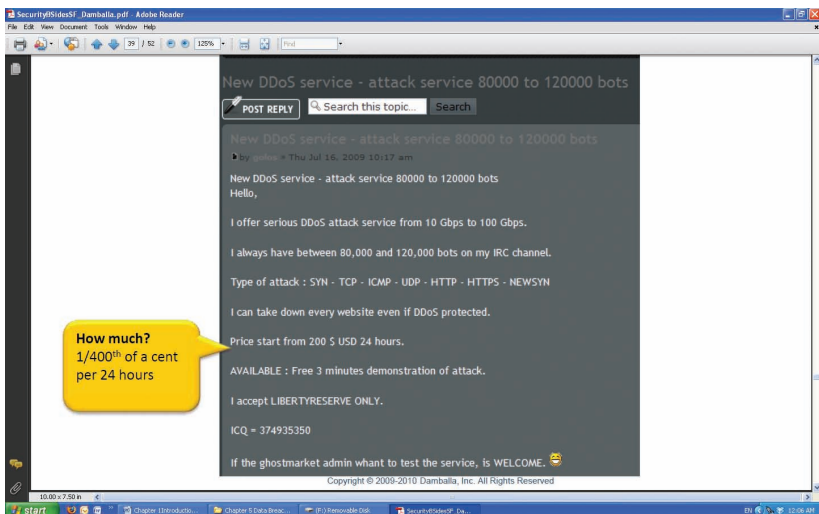 SecurityBSidesSF_Damballa.pdf - Adobe Reader
File Edit View Document Tools Window Help
39 / 52 125% Find
New DDoS service - attack service 80000 to 120000 bots
POST REPLY Search this topic... Search
New DDoS service - attack service 80000 to 120000 bots
by » Thu Jul 16, 2009 10:17 am
New DDoS service - attack service 80000 to 120000 bots
Hello,
I offer serious DDoS attack service from 10 Gbps to 100 Gbps.
I always have between 80,000 and 120,000 bots on my IRC channel.
Type of attack : SYN - TCP - ICMP - UDP - HTTP - HTTPS - NEWSYN
I can take down every website even if DDoS protected.
How much?
1/400th of a cent
per 24 hours
Price start from 200 $ USD 24 hours.
AVAILABLE : Free 3 minutes demonstration of attack.
I accept LIBERTYRESERVE ONLY.
ICQ = 374935350
If the ghostmarket admin whant to test the service, is WELCOME.
Copyright © 2009-2010 Damballa, Inc. All Rights Reserved
10.00 x 7.50 in
start Chapter 1Introductio... Chapter 5 Data Breac... (F:) Removable Disk SecurityBSidesSF_Da... EN 12:06 AM